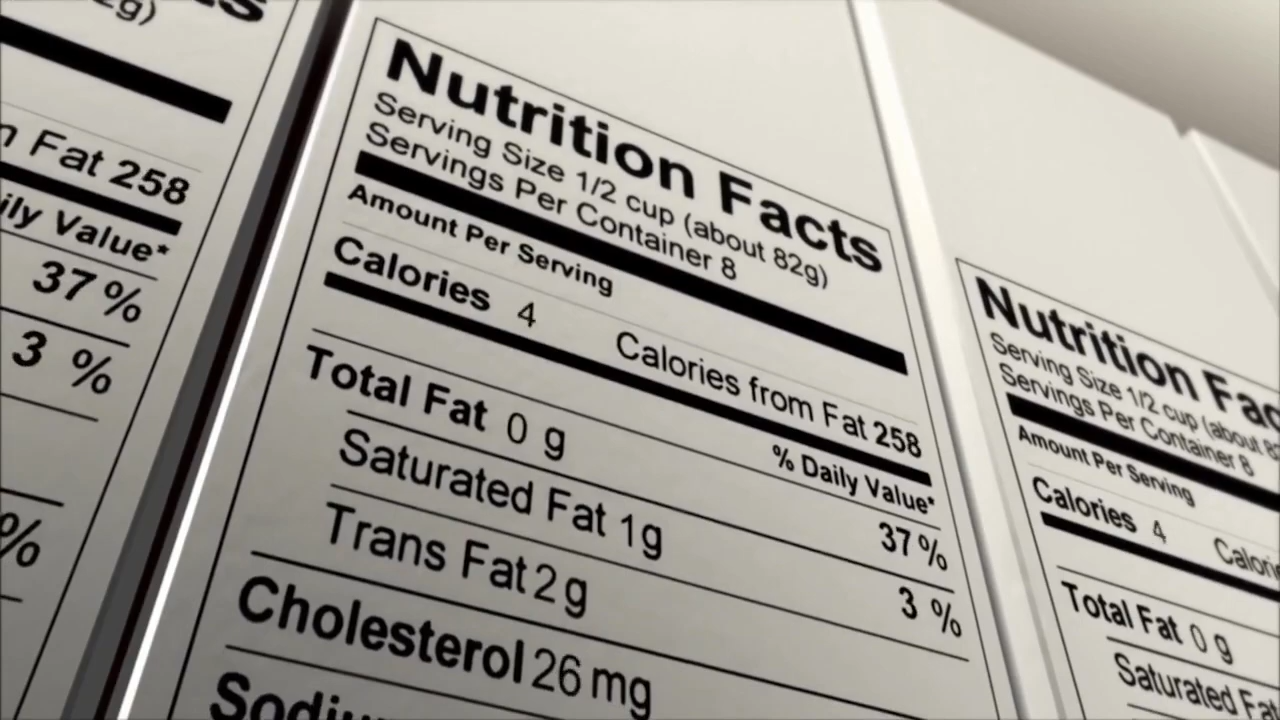 2g)
Fat 258
Value*
37 %
3 %
%
Nutrition Facts
Serving Size 1/2 cup (about 82g)
Servings Per Container 8
Amount Per Serving
Calories 4 Calories from Fat 258
% Daily Value*
Total Fat 0 g 37 %
Saturated Fat 1g 3 %
Trans Fat 2 g
Cholesterol 26 mg
Nutrition
Serving Size 1/2 cup (about
Servings Per Container 8
Amount Per Serving
Calories 4
Total Fat 0 g
Saturated Fat